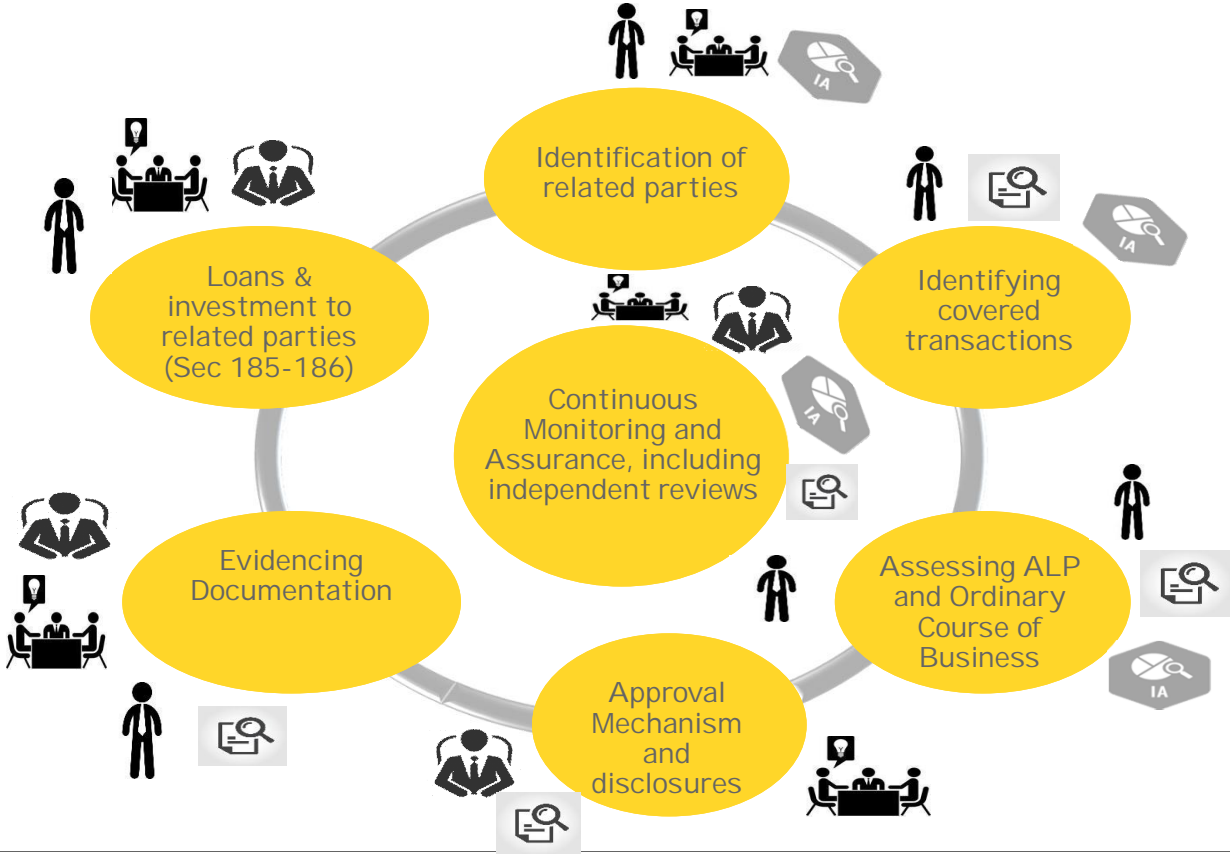 IA
Identification of
related parties
IA
Identifying
covered
transactions
Loans &
investment to
related parties
(Sec 185-186)
IA
Continuous
Monitoring and
Assurance, including
independent reviews
Assessing ALP
and Ordinary
Course of
Business
IA
Evidencing
Documentation
Approval
Mechanism
and
disclosures